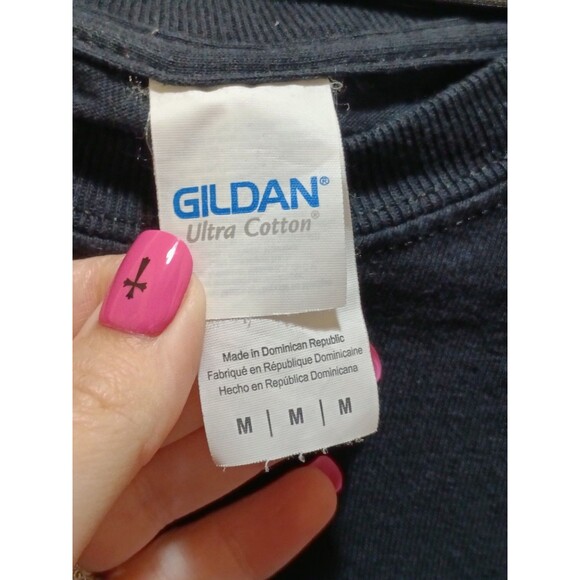 GILDAN®
Ultra Cotton®
Made in Dominican Republic
Fabriqué en République Dominicaine
Hecho en República Dominicana
M | M | M